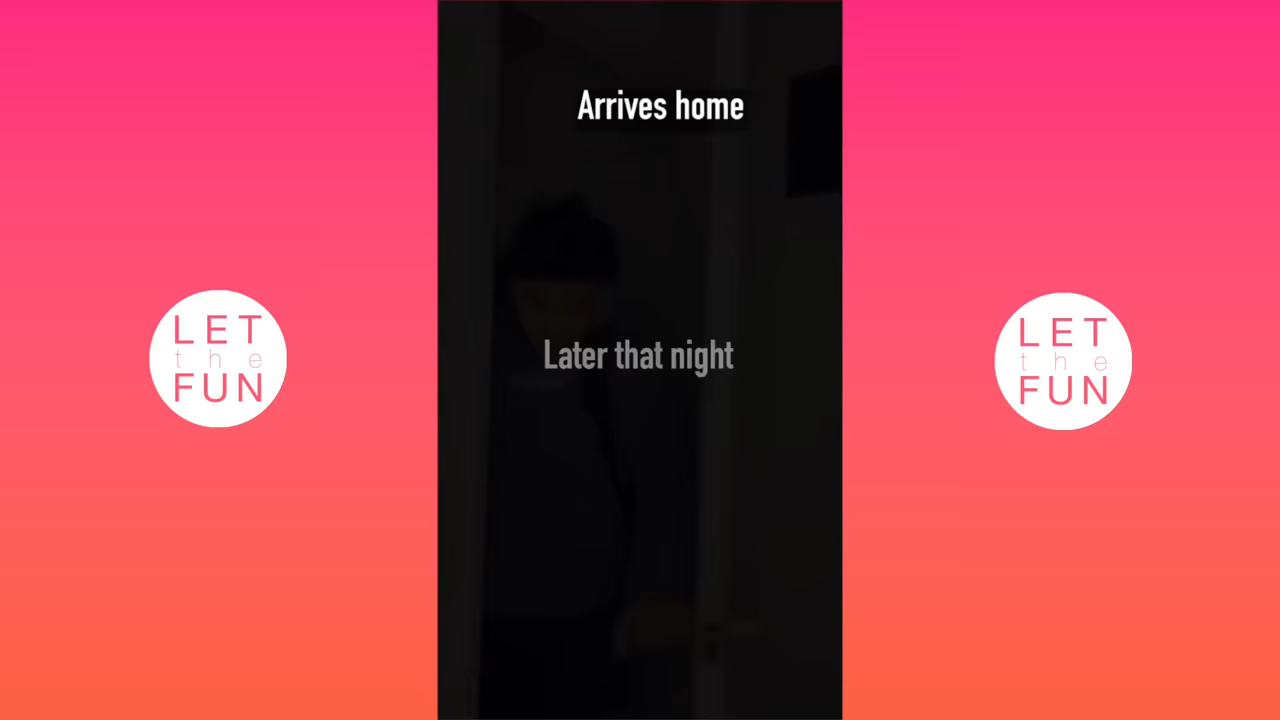 Arrives home
Later that night
LET
the
FUN
LET
the
FUN